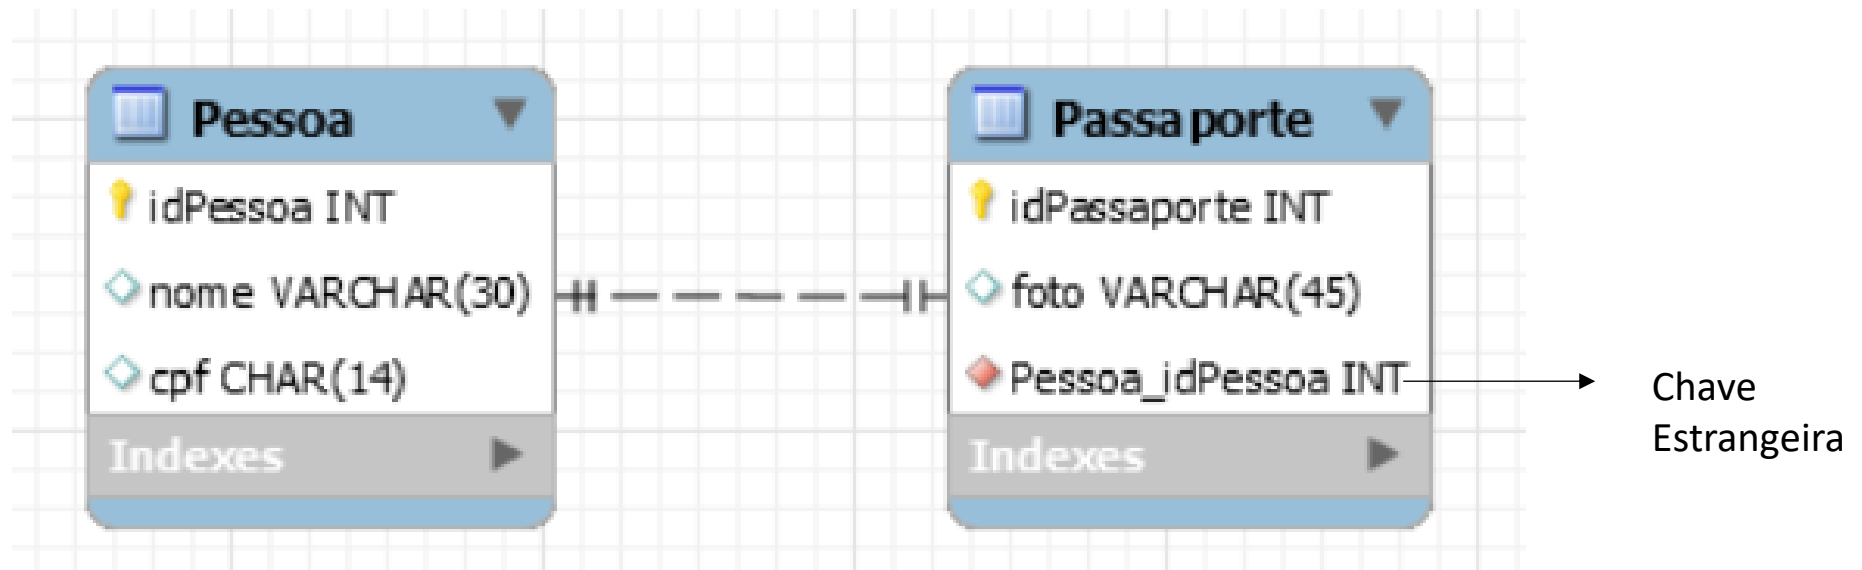 Pessoa
idPessoa INT
nome VARCHAR(30)
cpf CHAR(14)
Indexes
Passaporte
idPassaporte INT
foto VARCHAR(45)
Pessoa_idPessoa INT
Indexes
Chave
Estrangeira